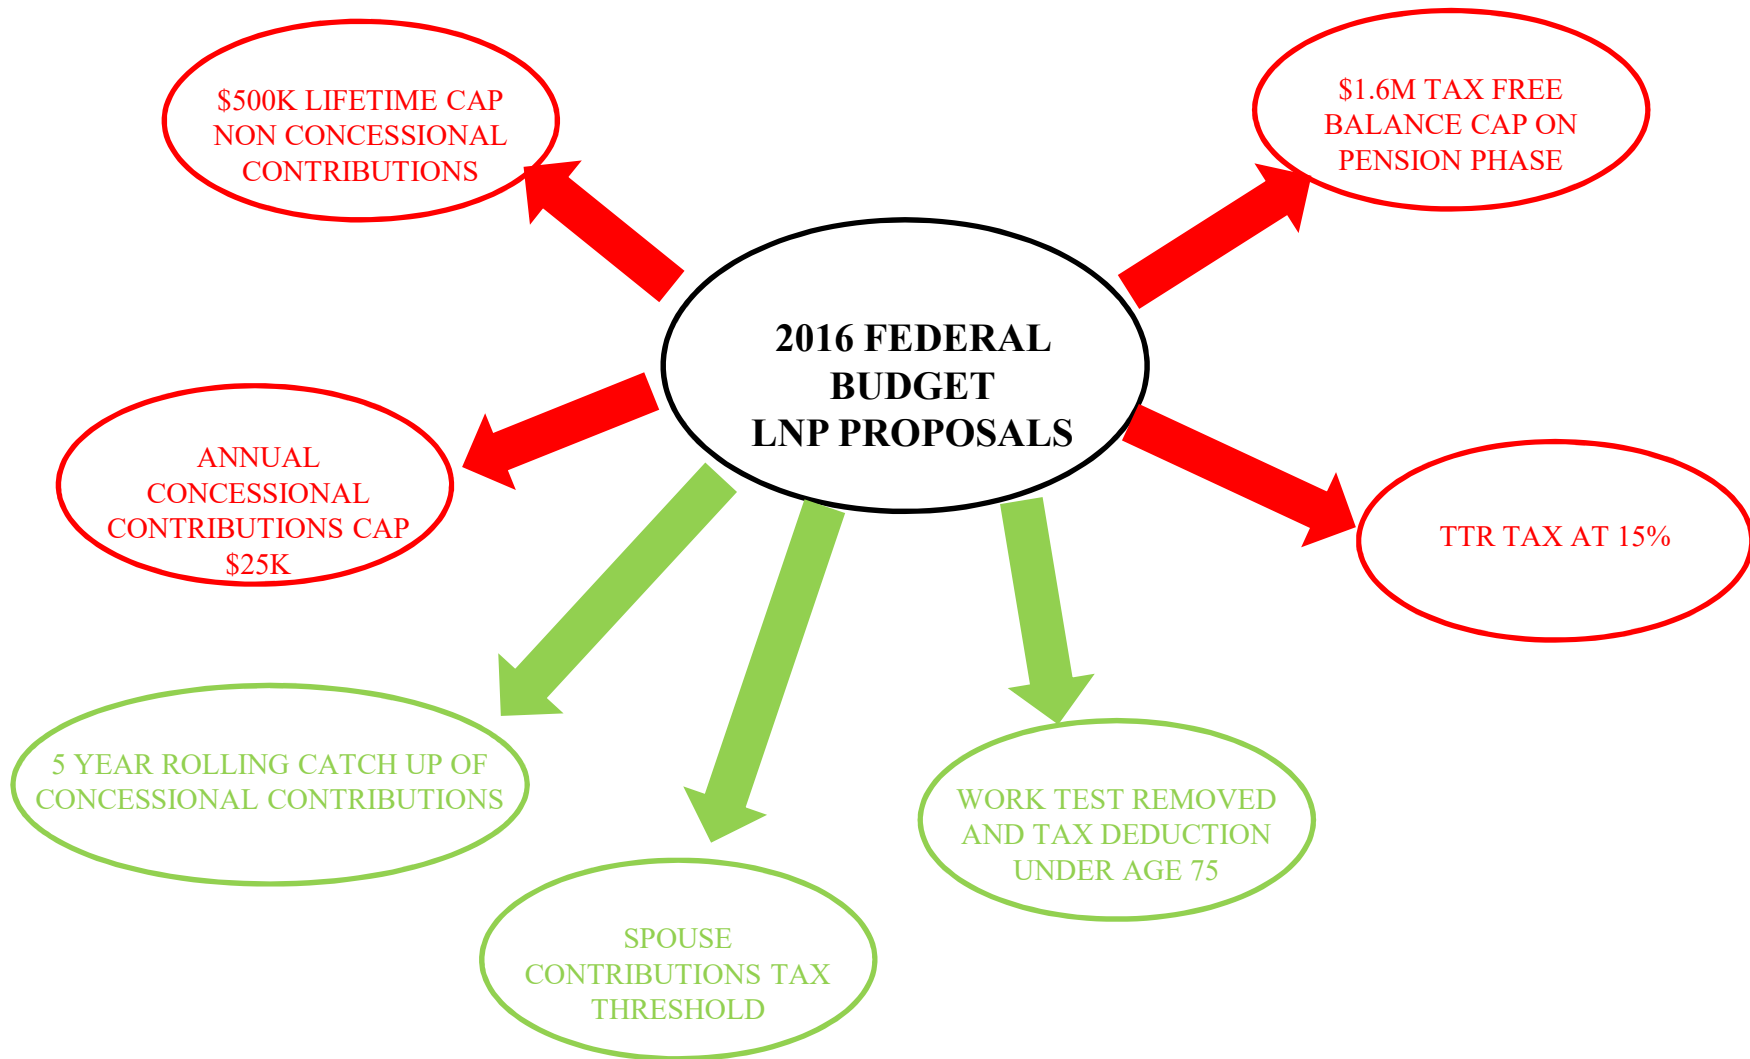 $500K LIFETIME CAP
NON CONCESSIONAL
CONTRIBUTIONS
$1.6M TAX FREE
BALANCE CAP ON
PENSION PHASE
2016 FEDERAL
BUDGET
LNP PROPOSALS
ANNUAL
CONCESSIONAL
CONTRIBUTIONS CAP
$25K
TTR TAX AT 15%
5 YEAR ROLLING CATCH UP OF
CONCESSIONAL CONTRIBUTIONS
WORK TEST REMOVED
AND TAX DEDUCTION
UNDER AGE 75
SPOUSE
CONTRIBUTIONS TAX
THRESHOLD